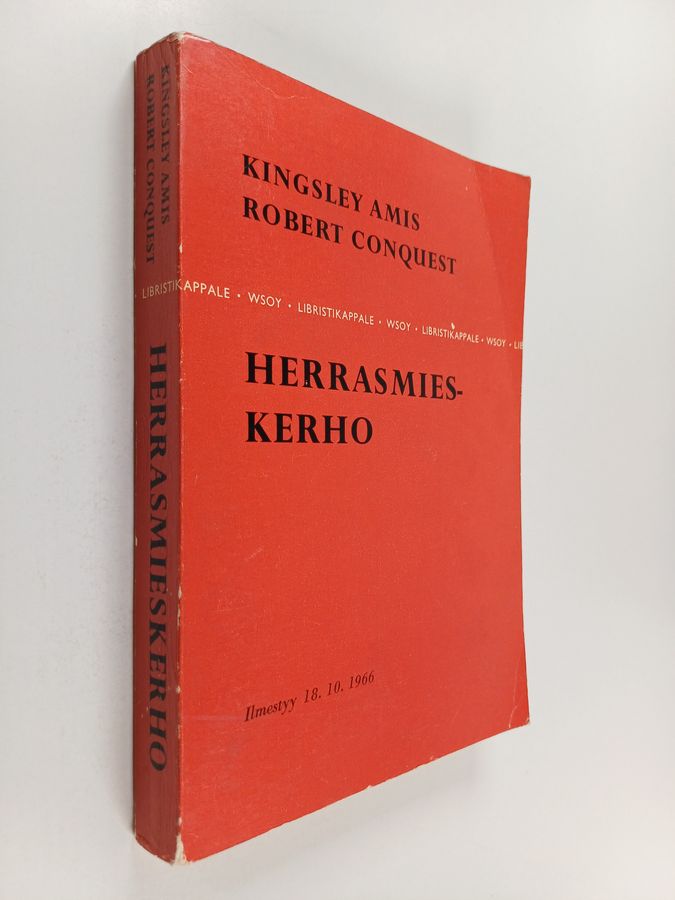 KINGSLEY AMIS
ROBERT CONQUEST
HERRASMIESKERHO
KINGSLEY AMIS
ROBERT CONQUEST
• LIBRISTIKAPPALE • WSOY • LIBRISTIKAPPALE • WSOY • LIBRISTIKAPPALE • WSOY • LIB
HERRASMIES-
KERHO
Ilmestyy 18. 10. 1966